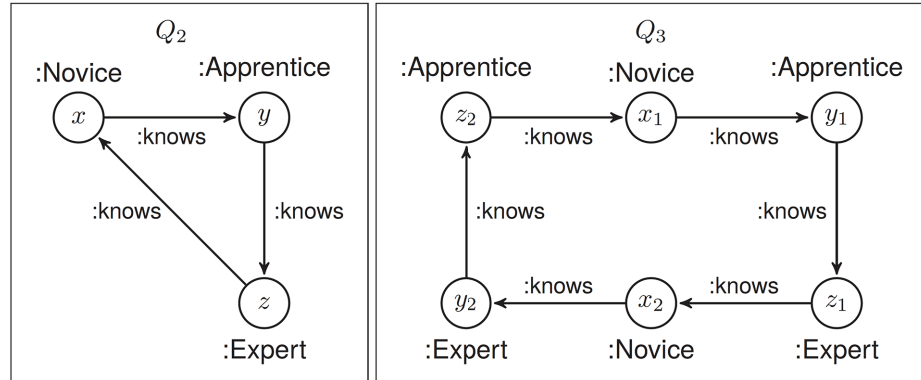 Q2
:Novice
:Apprentice
x
y
:knows
:knows
:knows
z
:Expert
Q3
:Apprentice
:Novice
:Apprentice
z2
x1
y1
:knows
:knows
:knows
:knows
:knows
:knows
y2
x2
z1
:Expert
:Novice
:Expert